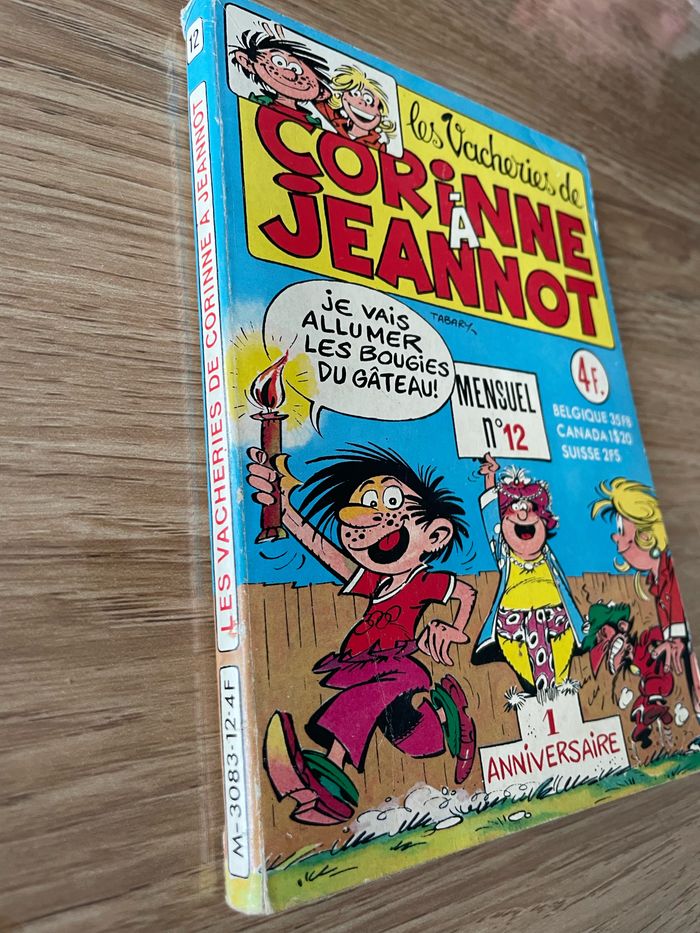 12
LES VACHERIES DE CORINNE A JEANNOT
M-3083-12-4F
les Vacheries de
CORINNE
-A-
JEANNOT
TABARY
JE VAIS
ALLUMER
LES BOUGIES
DU GÂTEAU!
4F.
MENSUEL
n°12
BELGIQUE 35FB
CANADA 1$20
SUISSE 2FS
1
ANNIVERSAIRE